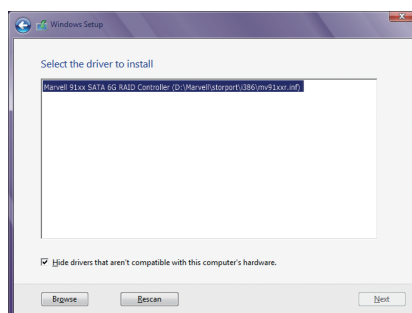 Windows Setup
Select the driver to install
Marvell 91xx SATA 6G RAID Controller (D:\Marvell\storport\i386\mv91xxr.inf)
Hide drivers that aren't compatible with this computer's hardware.
Browse
Rescan
Next